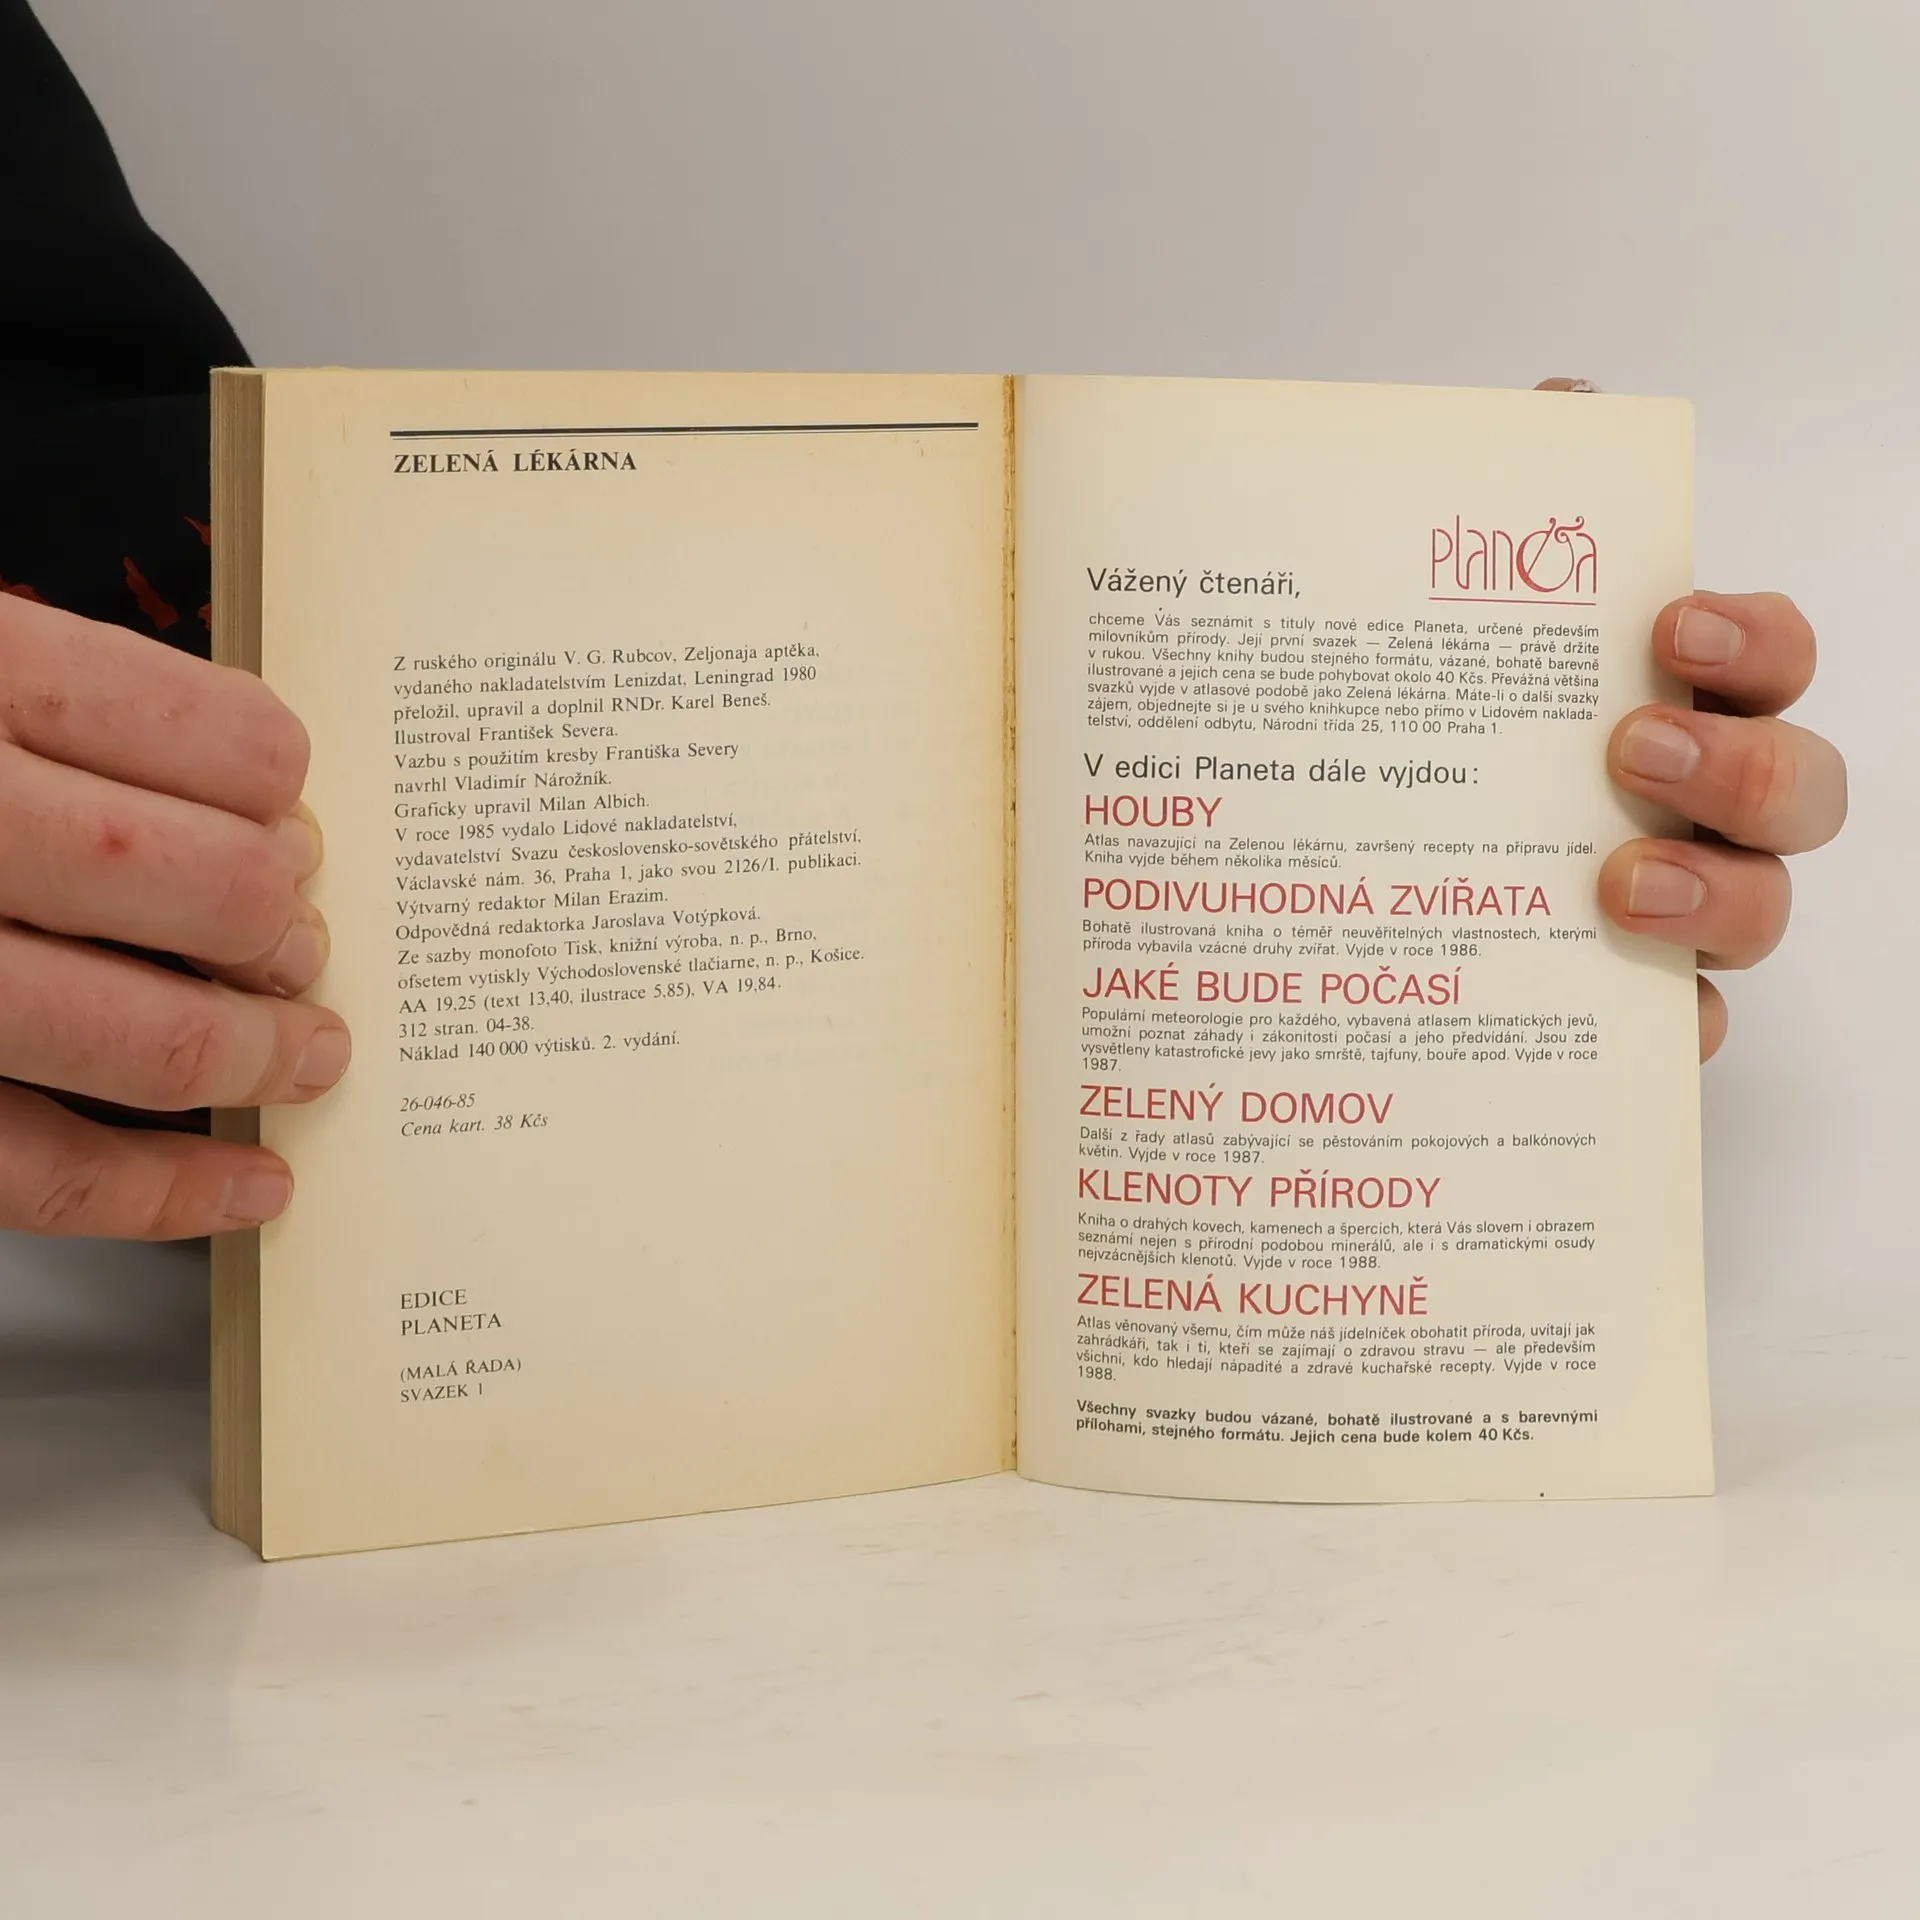 ZELENÁ LÉKÁRNA
Z ruského originálu V. G. Rubcov, Zeljonaja aptěka,
vydaného nakladatelstvím Lenizdat, Leningrad 1980
přeložil, upravil a doplnil RNDr. Karel Beneš.
Ilustroval František Severa.
Vazbu s použitím kresby Františka Severy
navrhl Vladimír Nárožník.
Graficky upravil Milan Albich.
V roce 1985 vydalo Lidové nakladatelství,
vydavatelství Svazu československo-sovětského přátelství,
Václavské nám. 36, Praha 1, jako svou 2126/I. publikaci.
Výtvarný redaktor Milan Erazim.
Odpovědná redaktorka Jaroslava Votýpková.
Ze sazby monofoto Tisk, knižní výroba, n. p., Brno,
ofsetem vytiskly Východoslovenské tlačiarne, n. p., Košice.
AA 19,25 (text 13,40, ilustrace 5,85), VA 19,84.
312 stran. 04-38.
Náklad 140 000 výtisků. 2. vydání.
26-046-85
Cena kart. 38 Kčs
EDICE
PLANETA
(MALÁ ŘADA)
SVAZEK 1
planeta
Vážený čtenáři,
chceme Vás seznámit s tituly nové edice Planeta, určené především
milovníkům přírody. Její první svazek — Zelená lékárna — právě držíte
v rukou. Všechny knihy budou stejného formátu, vázané, bohatě barevně
ilustrované a jejich cena se bude pohybovat okolo 40 Kčs. Převážná většina
svazků vyjde v atlasové podobě jako Zelená lékárna. Máte-li o další svazky
zájem, objednejte si je u svého knihkupce nebo přímo v Lidovém naklada-
telství, oddělení odbytu, Národní třída 25, 110 00 Praha 1.
V edici Planeta dále vyjdou:
HOUBY
Atlas navazující na Zelenou lékárnu, završený recepty na přípravu jídel.
Kniha vyjde během několika měsíců.
PODIVUHODNÁ ZVÍŘATA
Bohatě ilustrovaná kniha o téměř neuvěřitelných vlastnostech, kterými
příroda vybavila vzácné druhy zvířat. Vyjde v roce 1986.
JAKÉ BUDE POČASÍ
Populární meteorologie pro každého, vybavená atlasem klimatických jevů,
umožní poznat záhady i zákonitosti počasí a jeho předvídání. Jsou zde
vysvětleny katastrofické jevy jako smrště, tajfuny, bouře apod. Vyjde v roce
1987.
ZELENÝ DOMOV
Další z řady atlasů zabývající se pěstováním pokojových a balkónových
květin. Vyjde v roce 1987.
KLENOTY PŘÍRODY
Kniha o drahých kovech, kamenech a špercích, která Vás slovem i obrazem
seznámí nejen s přírodní podobou minerálů, ale i s dramatickými osudy
nejvzácnějších klenotů. Vyjde v roce 1988.
ZELENÁ KUCHYNĚ
Atlas věnovaný všemu, čím může náš jídelníček obohatit příroda, uvítají jak
zahrádkáři, tak i ti, kteří se zajímají o zdravou stravu — ale především
všichni, kdo hledají nápadité a zdravé kuchařské recepty. Vyjde v roce
1988.
Všechny svazky budou vázané, bohatě ilustrované a s barevnými
přílohami, stejného formátu. Jejich cena bude kolem 40 Kčs.